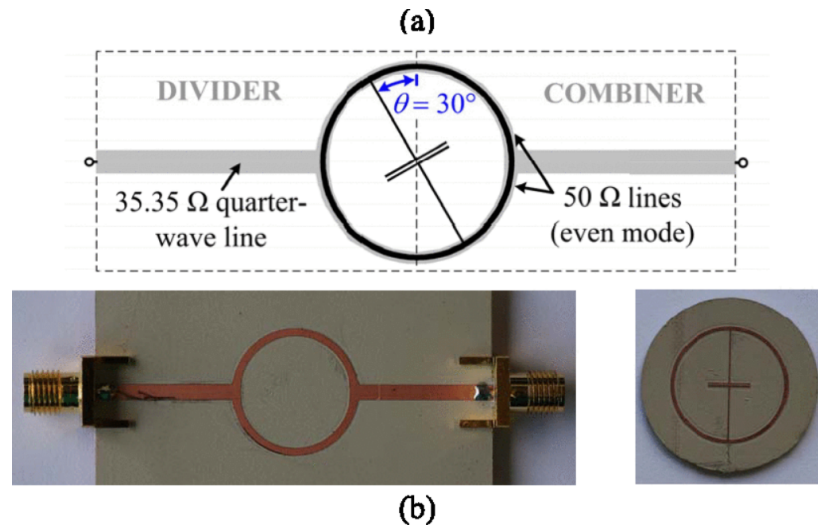 (a)
DIVIDER
COMBINER
θ = 30°
35.35 Ω quarter-
wave line
50 Ω lines
(even mode)
(b)